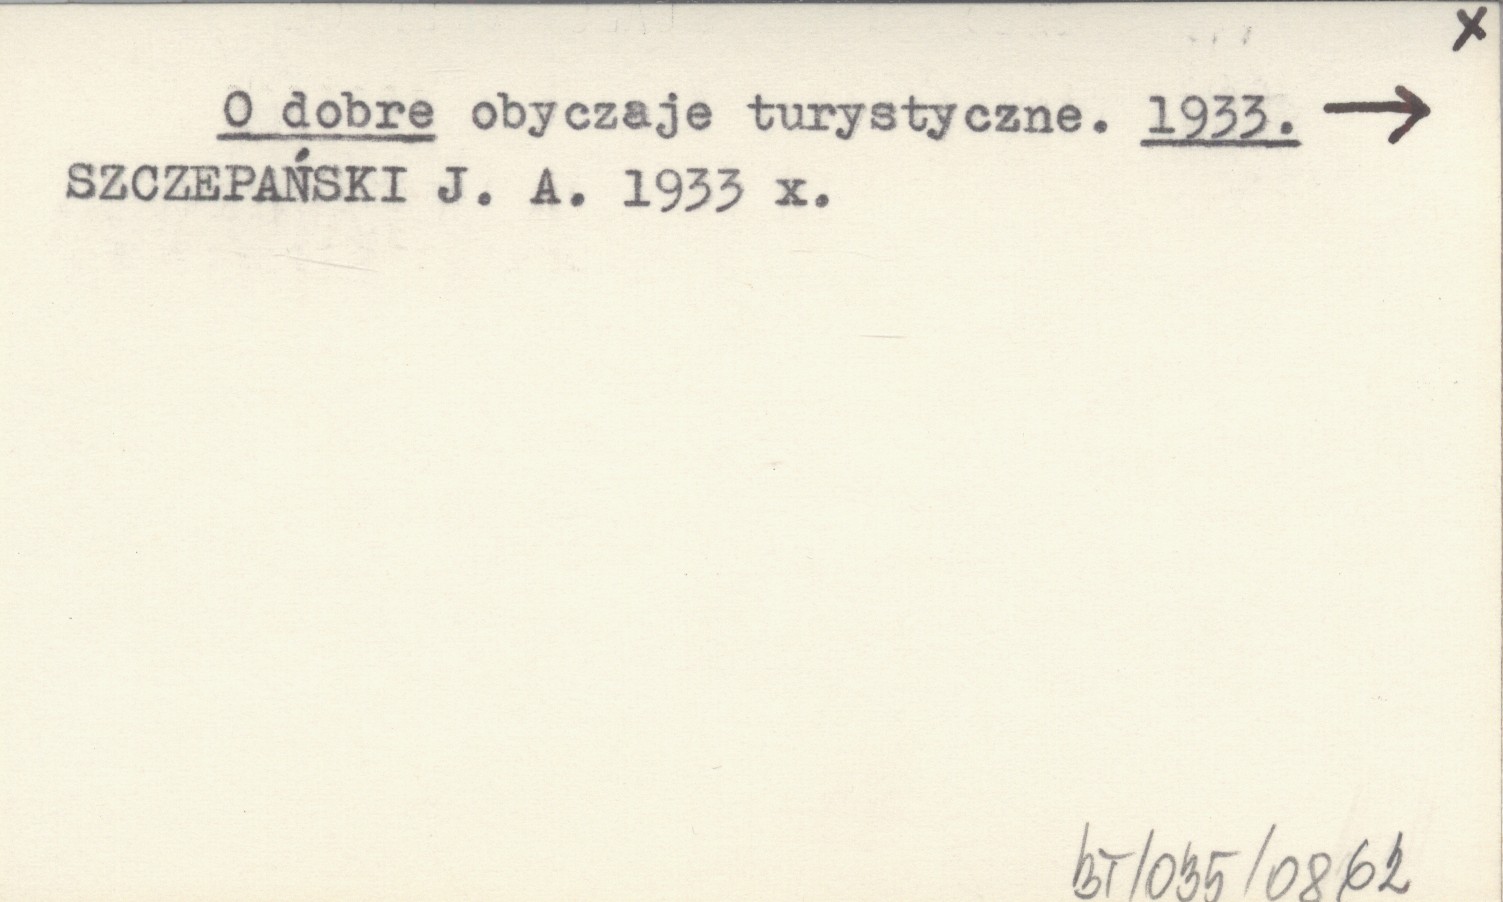 x
O dobre obyczaje turystyczne. 1933. →
SZCZEPAŃSKI J. A. 1933 x.
BT/035/0862